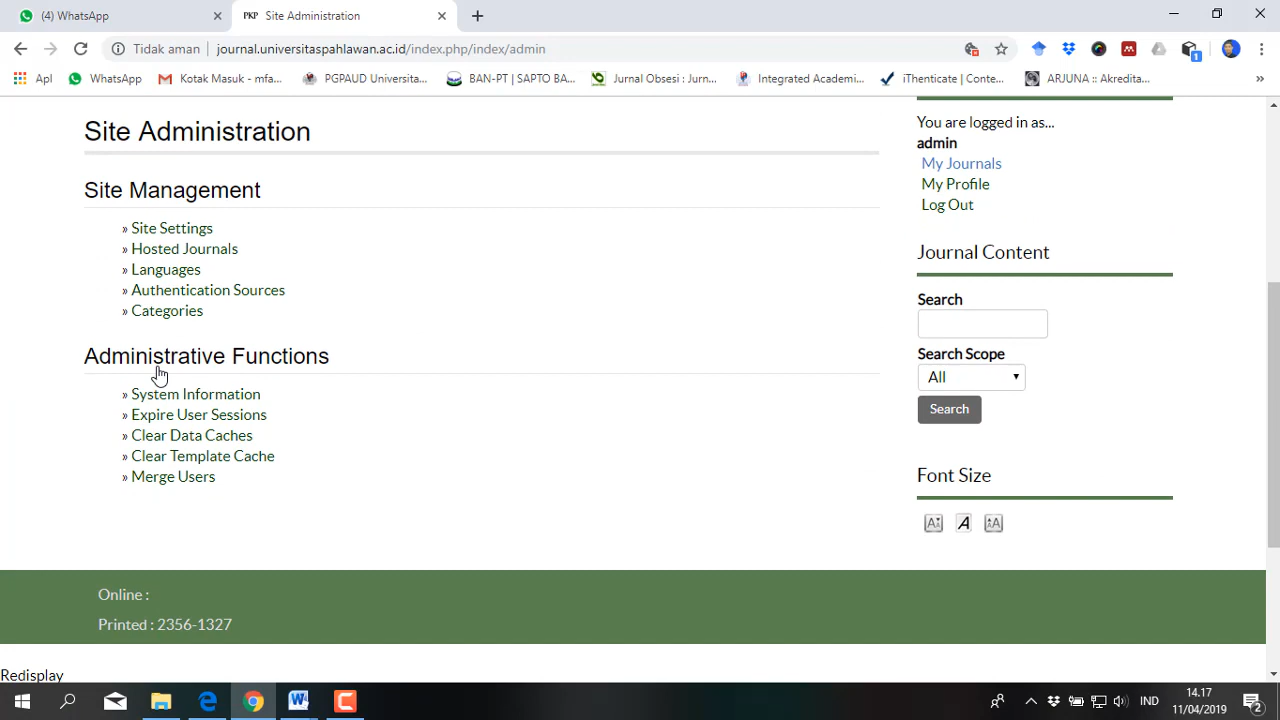 (4) WhatsApp
PKP Site Administration
Tidak aman
journal.universitaspahlawan.ac.id/index.php/index/admin
1
Apl
WhatsApp
Kotak Masuk - mfa...
PGPAUD Universita...
BAN-PT | SAPTO BA...
Jurnal Obsesi : Jurn...
Integrated Academi...
iThenticate | Conte...
ARJUNA :: Akredita...
»
Site Administration
Site Management
» Site Settings
» Hosted Journals
» Languages
» Authentication Sources
» Categories
Administrative Functions
» System Information
» Expire User Sessions
» Clear Data Caches
» Clear Template Cache
» Merge Users
You are logged in as...
admin
My Journals
My Profile
Log Out
Journal Content
Search
Search Scope
All
Search
Font Size
A
Online :
Printed : 2356-1327
Redisplay
IND
14.17
11/04/2019
2